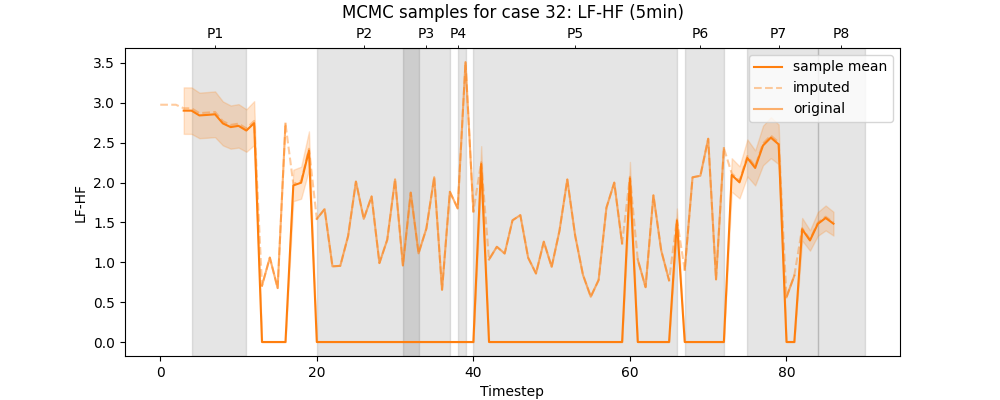 MCMC samples for case 32: LF-HF (5min)
P1 P2 P3 P4 P5 P6 P7 P8
3.5
3.0
2.5
2.0
1.5
1.0
0.5
0.0
LF-HF
sample mean
imputed
original
0 20 40 60 80
Timestep